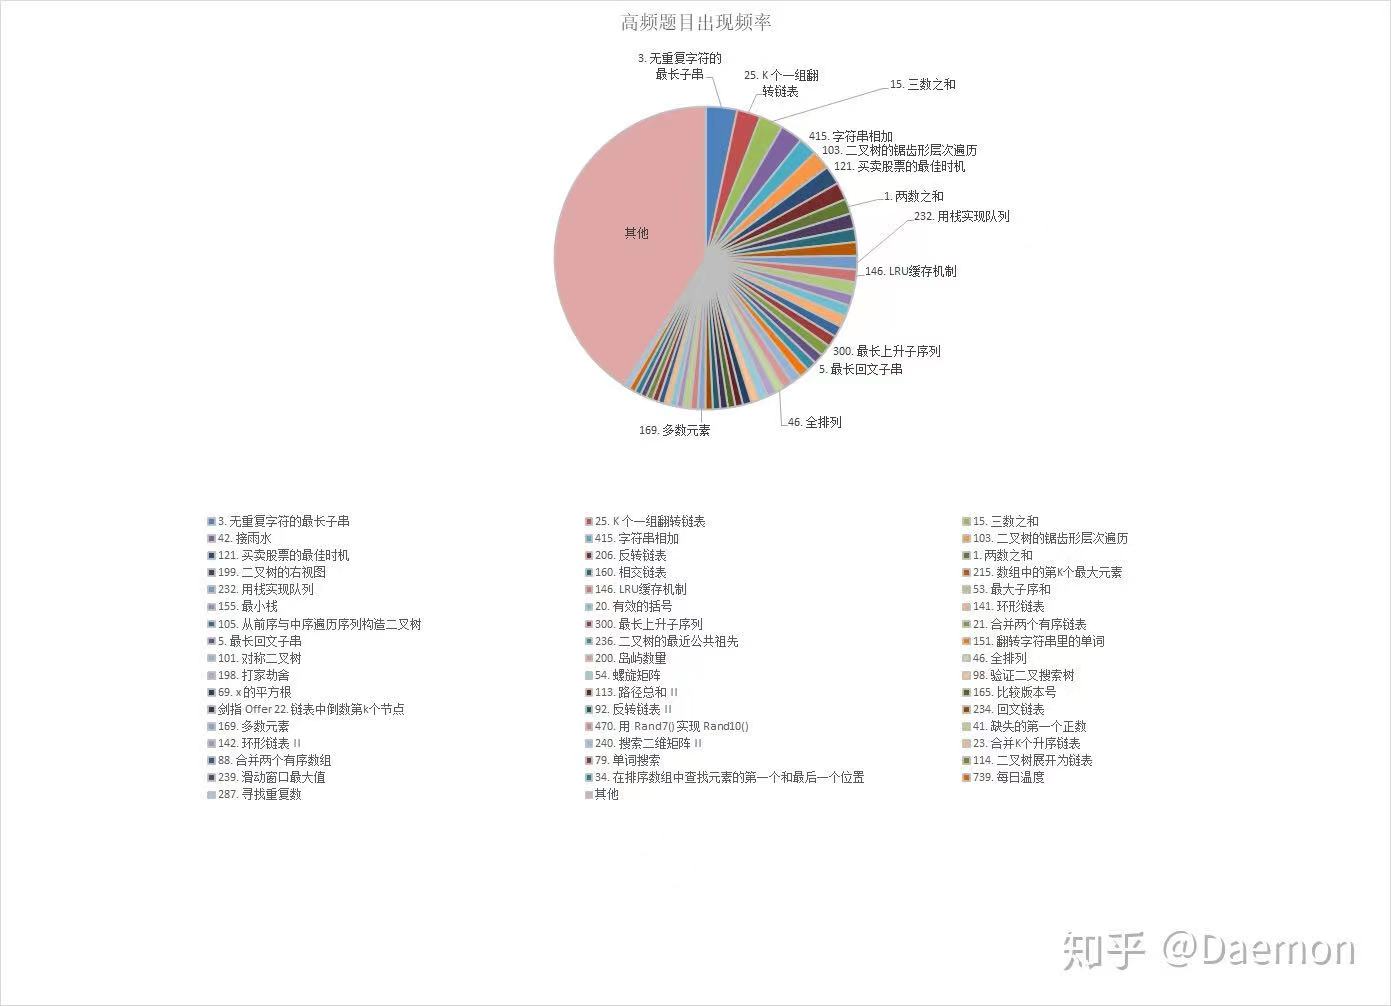 高频题目出现频率
3. 无重复字符的
最长子串
25. K 个一组翻
转链表
15. 三数之和
415. 字符串相加
103. 二叉树的锯齿形层次遍历
121. 买卖股票的最佳时机
1. 两数之和
232. 用栈实现队列
其他
146. LRU缓存机制
300. 最长上升子序列
5. 最长回文子串
46. 全排列
169. 多数元素
3. 无重复字符的最长子串
25. K 个一组翻转链表
15. 三数之和
42. 接雨水
415. 字符串相加
103. 二叉树的锯齿形层次遍历
121. 买卖股票的最佳时机
206. 反转链表
1. 两数之和
199. 二叉树的右视图
160. 相交链表
215. 数组中的第K个最大元素
232. 用栈实现队列
146. LRU缓存机制
53. 最大子序和
155. 最小栈
20. 有效的括号
141. 环形链表
105. 从前序与中序遍历序列构造二叉树
300. 最长上升子序列
21. 合并两个有序链表
5. 最长回文子串
236. 二叉树的最近公共祖先
151. 翻转字符串里的单词
101. 对称二叉树
200. 岛屿数量
46. 全排列
198. 打家劫舍
54. 螺旋矩阵
98. 验证二叉搜索树
69. x 的平方根
113. 路径总和 II
165. 比较版本号
剑指 Offer 22. 链表中倒数第k个节点
92. 反转链表 II
234. 回文链表
169. 多数元素
470. 用 Rand7() 实现 Rand10()
41. 缺失的第一个正数
142. 环形链表 II
240. 搜索二维矩阵 II
23. 合并K个升序链表
88. 合并两个有序数组
79. 单词搜索
114. 二叉树展开为链表
239. 滑动窗口最大值
34. 在排序数组中查找元素的第一个和最后一个位置
739. 每日温度
287. 寻找重复数
其他
知乎 @Daemon